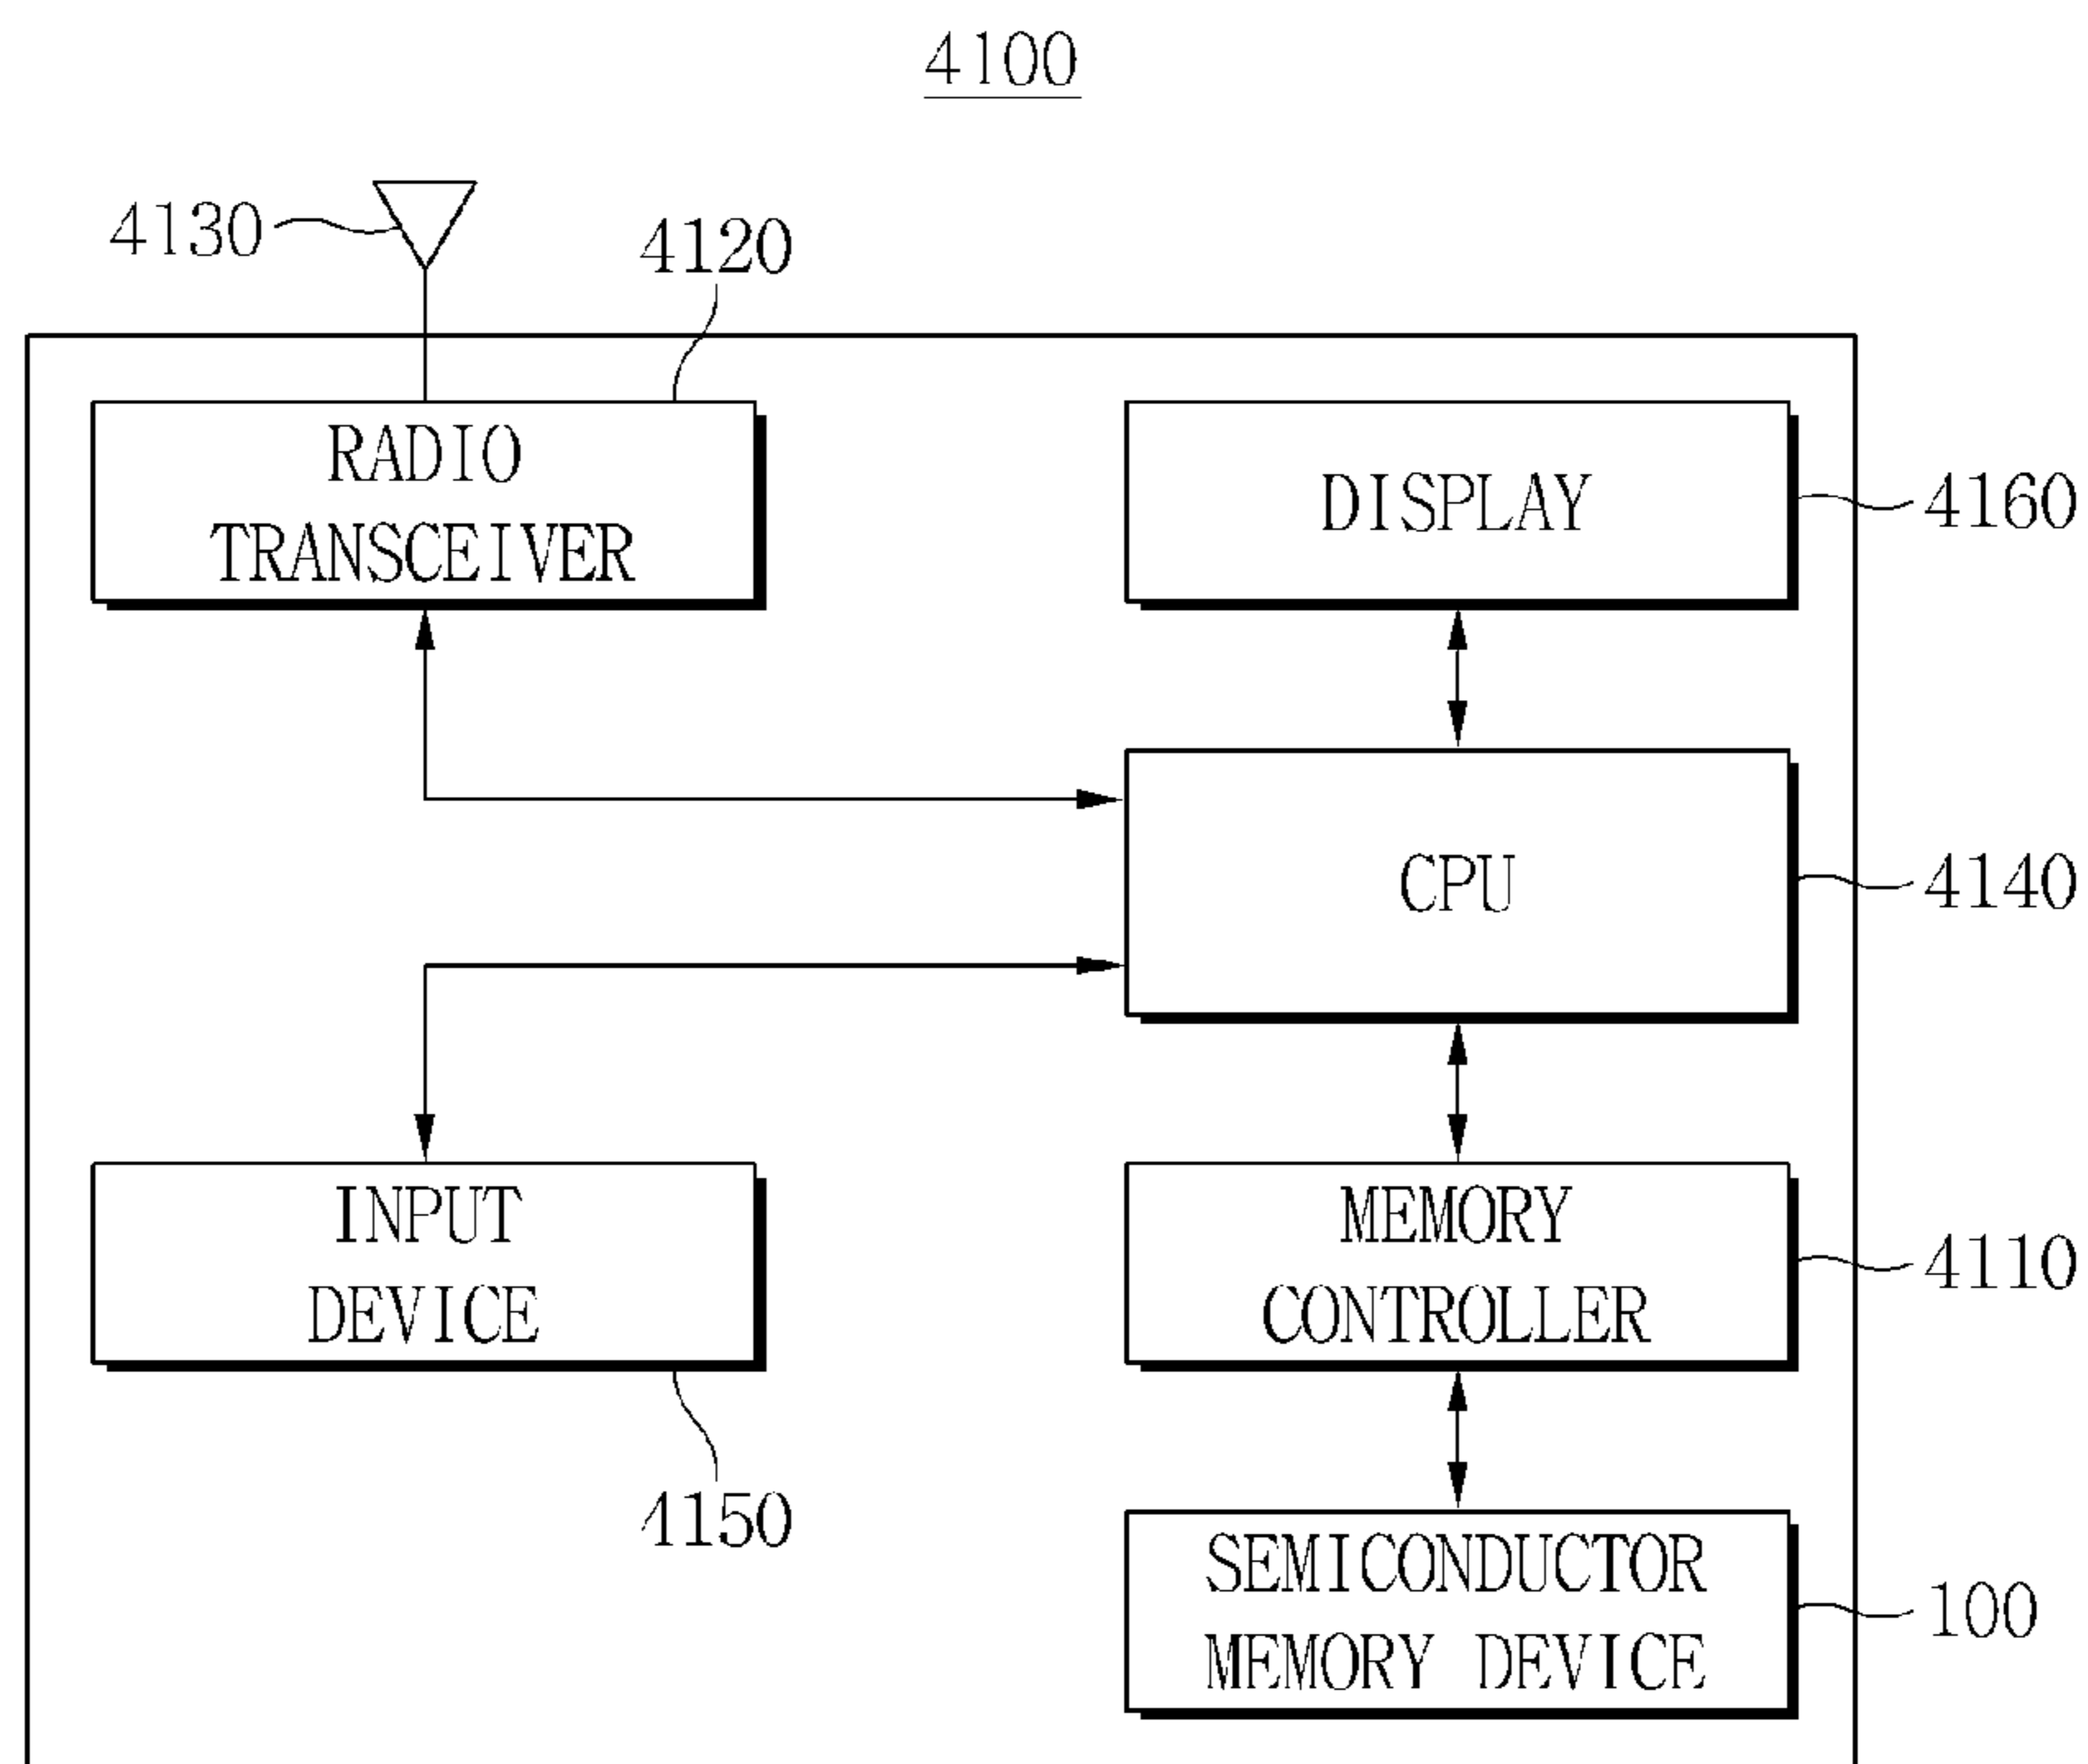 4100
4130
4120
RADIO
TRANSCEIVER
DISPLAY
4160
CPU
4140
INPUT
DEVICE
4150
MEMORY
CONTROLLER
4110
SEMICONDUCTOR
MEMORY DEVICE
100